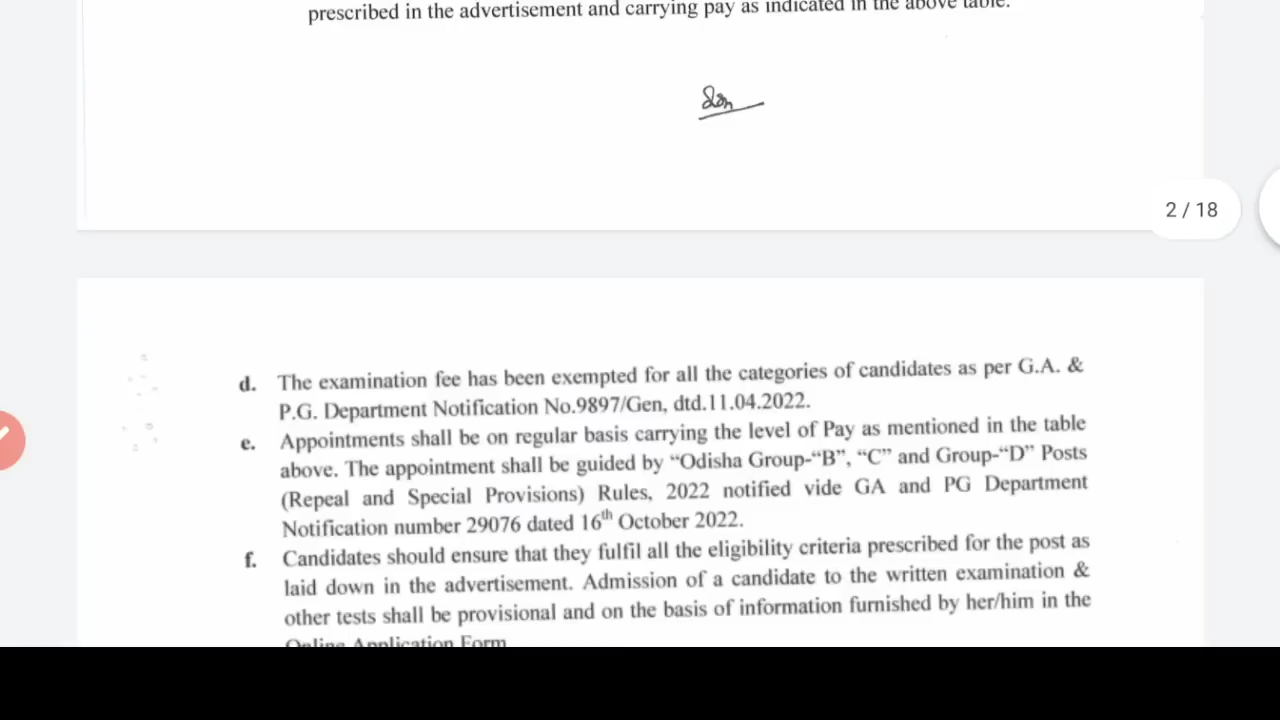 prescribed in the advertisement and carrying pay as indicated in the above table.
2 / 18
d. The examination fee has been exempted for all the categories of candidates as per G.A. &
P.G. Department Notification No.9897/Gen, dtd.11.04.2022.
e. Appointments shall be on regular basis carrying the level of Pay as mentioned in the table
above. The appointment shall be guided by “Odisha Group-“B”, “C” and Group-“D” Posts
(Repeal and Special Provisions) Rules, 2022 notified vide GA and PG Department
Notification number 29076 dated 16th October 2022.
f. Candidates should ensure that they fulfil all the eligibility criteria prescribed for the post as
laid down in the advertisement. Admission of a candidate to the written examination &
other tests shall be provisional and on the basis of information furnished by her/him in the
Online Application Form